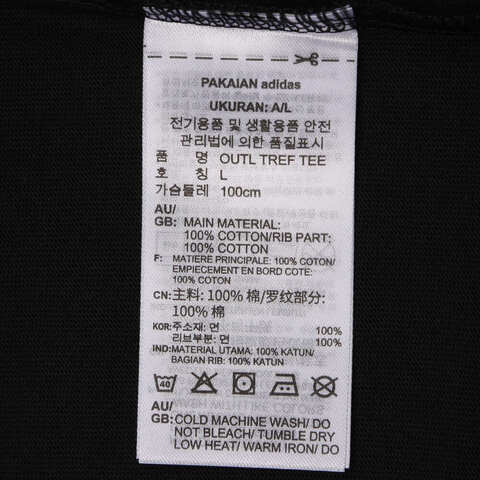 PAKAIAN adidas
UKURAN: A/L
전기용품 및 생활용품 안전
관리법에 의한 품질표시
품 명 OUTL TREF TEE
호 칭 L
가슴둘레 100cm
AU/
GB: MAIN MATERIAL:
100% COTTON/RIB PART:
100% COTTON
F: MATIERE PRINCIPALE: 100% COTON/
EMPIECEMENT EN BORD COTE:
100% COTON
CN: 主料: 100% 棉/罗纹部分:
100% 棉
KOR: 주소재: 면 100%
리브부분: 면 100%
IND: MATERIAL UTAMA: 100% KATUN/
BAGIAN RIB: 100% KATUN
40
AU/
GB: COLD MACHINE WASH/ DO
NOT BLEACH/ TUMBLE DRY
LOW HEAT/ WARM IRON/ DO